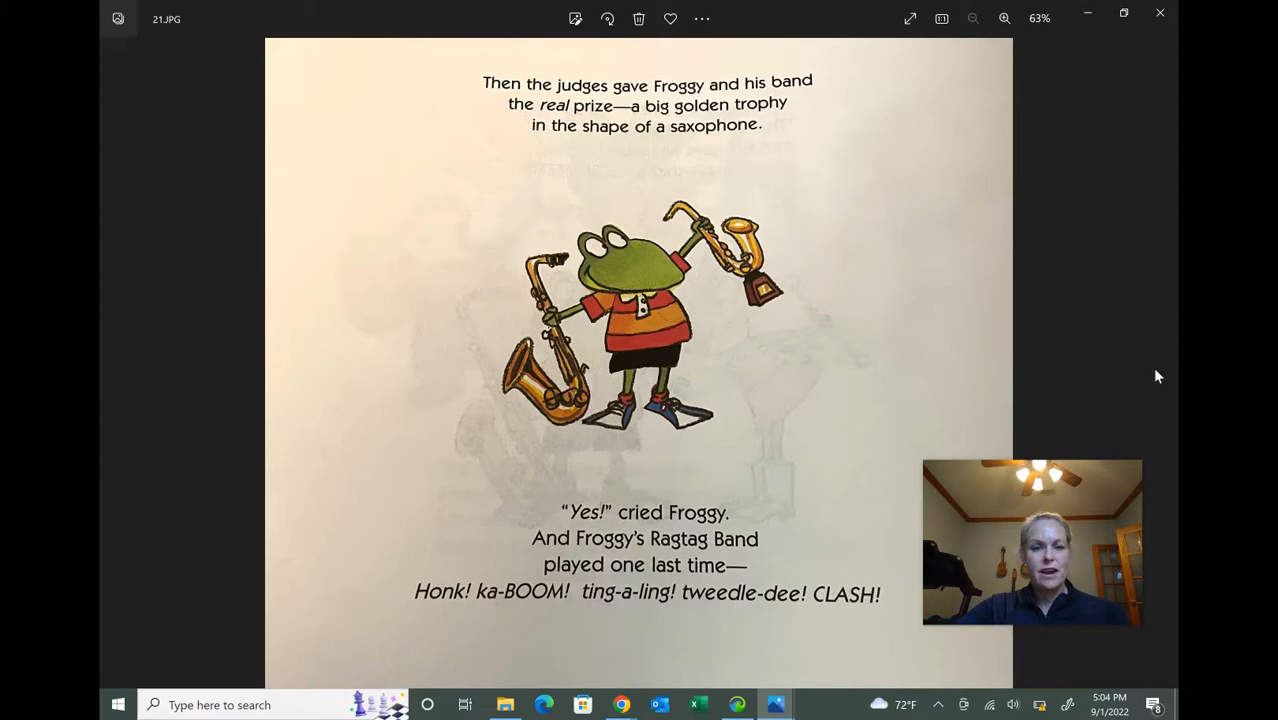 21.JPG
63%
Then the judges gave Froggy and his band
the real prize—a big golden trophy
in the shape of a saxophone.
1
“Yes!” cried Froggy.
And Froggy’s Ragtag Band
played one last time—
Honk! ka-BOOM! ting-a-ling! tweedle-dee! CLASH!
Type here to search
72°F
5:04 PM
9/1/2022
8